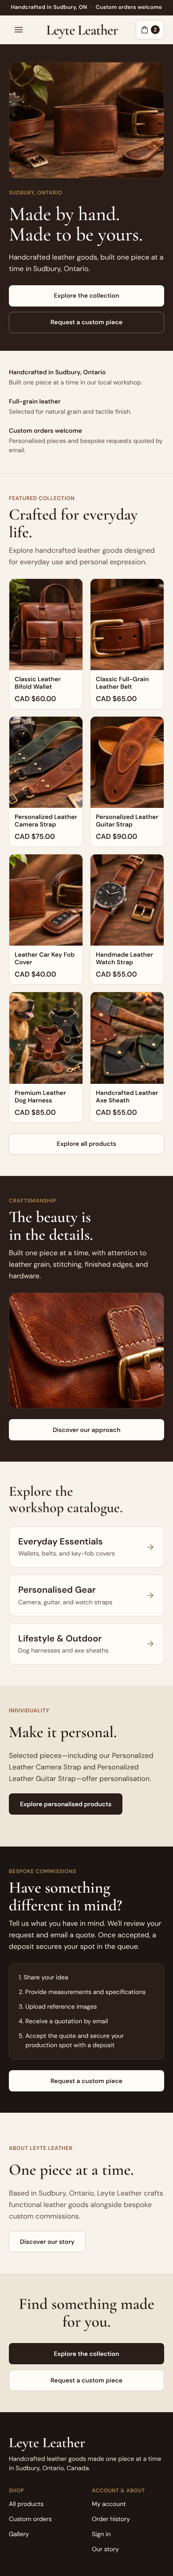 Handcrafted in Sudbury, ON · Custom orders welcome
Leyte Leather
2
SUDBURY, ONTARIO
Made by hand.
Made to be yours.
Handcrafted leather goods, built one piece at a
time in Sudbury, Ontario.
Explore the collection
Request a custom piece
Handcrafted in Sudbury, Ontario
Built one piece at a time in our local workshop.
Full-grain leather
Selected for natural grain and tactile finish.
Custom orders welcome
Personalised pieces and bespoke requests quoted by
email.
FEATURED COLLECTION
Crafted for everyday
life.
Explore handcrafted leather goods designed
for everyday use and personal expression.
Classic Leather
Bifold Wallet
CAD $60.00
Classic Full-Grain
Leather Belt
CAD $65.00
Personalized Leather
Camera Strap
CAD $75.00
Personalized Leather
Guitar Strap
CAD $90.00
Leather Car Key Fob
Cover
CAD $40.00
Handmade Leather
Watch Strap
CAD $55.00
Premium Leather
Dog Harness
CAD $85.00
Handcrafted Leather
Axe Sheath
CAD $55.00
Explore all products
CRAFTSMANSHIP
The beauty is
in the details.
Built one piece at a time, with attention to
leather grain, stitching, finished edges, and
hardware.
Discover our approach
Explore the
workshop catalogue.
Everyday Essentials
Wallets, belts, and key-fob covers
Personalised Gear
Camera, guitar, and watch straps
Lifestyle & Outdoor
Dog harnesses and axe sheaths
INDIVIDUALITY
Make it personal.
Selected pieces—including our Personalized
Leather Camera Strap and Personalized
Leather Guitar Strap—offer personalisation.
Explore personalised products
BESPOKE COMMISSIONS
Have something
different in mind?
Tell us what you have in mind. We'll review your
request and email a quote. Once accepted, a
deposit secures your spot in the queue.
1. Share your idea
2. Provide measurements and specifications
3. Upload reference images
4. Receive a quotation by email
5. Accept the quote and secure your
production spot with a deposit
Request a custom piece
ABOUT LEYTE LEATHER
One piece at a time.
Based in Sudbury, Ontario, Leyte Leather crafts
functional leather goods alongside bespoke
custom commissions.
Discover our story
Find something made
for you.
Explore the collection
Request a custom piece
Leyte Leather
Handcrafted leather goods made one piece at a time
in Sudbury, Ontario, Canada.
SHOP
All products
Custom orders
Gallery
ACCOUNT & ABOUT
My account
Order history
Sign in
Our story